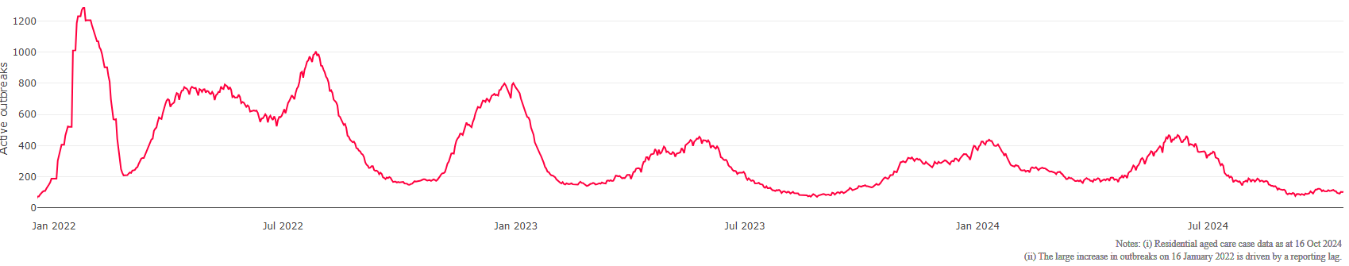 Active outbreaks
1200
1000
800
600
400
200
0
Jan 2022
Jul 2022
Jan 2023
Jul 2023
Jan 2024
Jul 2024
Notes: (i) Residential aged care case data as at 16 Oct 2024
(ii) The large increase in outbreaks on 16 January 2022 is driven by a reporting lag.